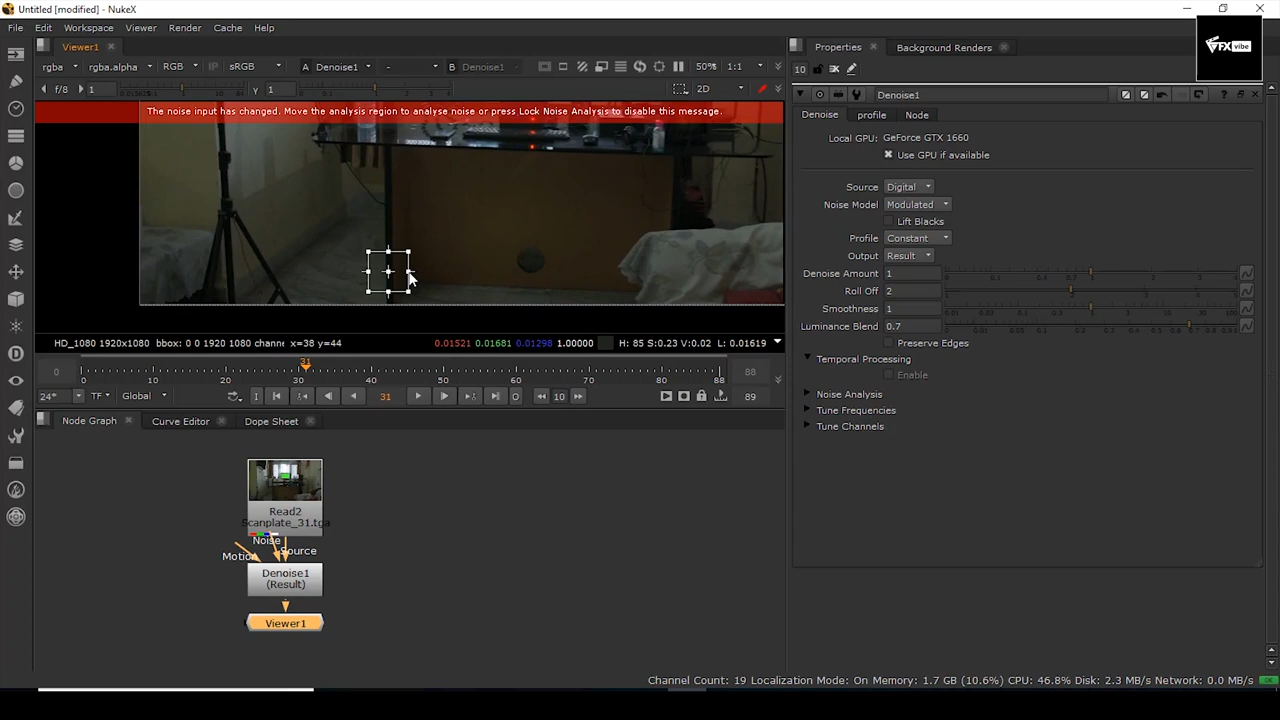 Untitled [modified] - NukeX
File Edit Workspace Viewer Render Cache Help
VFX vibe
Viewer1
rgba rgba.alpha RGB IP sRGB A Denoise1 - B Denoise1 50% 1:1
f/8 1 Y 1 2D
The noise input has changed. Move the analysis region to analyse noise or press Lock Noise Analysis to disable this message.
HD_1080 1920x1080 bbox: 0 0 1920 1080 channe x=38 y=44 0.01521 0.01681 0.01298 1.00000 H: 85 S:0.23 V:0.02 L: 0.01619
31
0 0 10 20 30 40 50 60 70 80 88 88
24* TF Global I 31 O 10 89
Node Graph Curve Editor Dope Sheet
Read2
Scanplate_31.tga
Noise
Source
Motion
Denoise1
(Result)
Viewer1
Properties Background Renders
10
Denoise1
Denoise profile Node
Local GPU: GeForce GTX 1660
Use GPU if available
Source Digital
Noise Model Modulated
Lift Blacks
Profile Constant
Output Result
Denoise Amount 1
Roll Off 2
Smoothness 1
Luminance Blend 0.7
Preserve Edges
Temporal Processing
Enable
Noise Analysis
Tune Frequencies
Tune Channels
Channel Count: 19 Localization Mode: On Memory: 1.7 GB (10.6%) CPU: 46.8% Disk: 2.3 MB/s Network: 0.0 MB/s